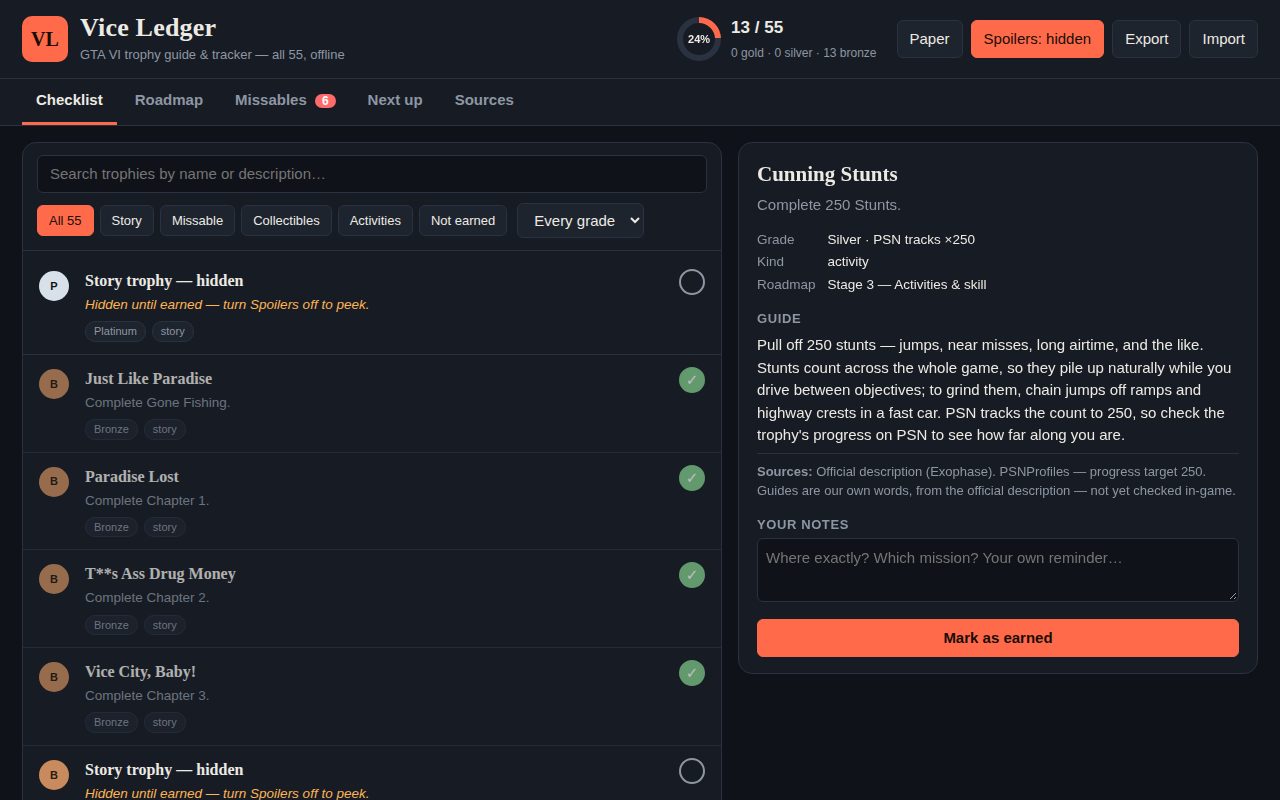 VL
Vice Ledger
GTA VI trophy guide & tracker — all 55, offline
24%
13 / 55
0 gold · 0 silver · 13 bronze
Paper
Spoilers: hidden
Export
Import
Checklist
Roadmap
Missables 6
Next up
Sources
Search trophies by name or description…
All 55
Story
Missable
Collectibles
Activities
Not earned
Every grade
P
Story trophy — hidden
Hidden until earned — turn Spoilers off to peek.
Platinum
story
B
Just Like Paradise
✓
Complete Gone Fishing.
Bronze
story
B
Paradise Lost
✓
Complete Chapter 1.
Bronze
story
B
T**s Ass Drug Money
✓
Complete Chapter 2.
Bronze
story
B
Vice City, Baby!
✓
Complete Chapter 3.
Bronze
story
B
Story trophy — hidden
Hidden until earned — turn Spoilers off to peek.
Cunning Stunts
Complete 250 Stunts.
Grade Silver · PSN tracks ×250
Kind activity
Roadmap Stage 3 — Activities & skill
GUIDE
Pull off 250 stunts — jumps, near misses, long airtime, and the like.
Stunts count across the whole game, so they pile up naturally while you
drive between objectives; to grind them, chain jumps off ramps and
highway crests in a fast car. PSN tracks the count to 250, so check the
trophy's progress on PSN to see how far along you are.
Sources: Official description (Exophase). PSNProfiles — progress target 250.
Guides are our own words, from the official description — not yet checked in-game.
YOUR NOTES
Where exactly? Which mission? Your own reminder…
Mark as earned